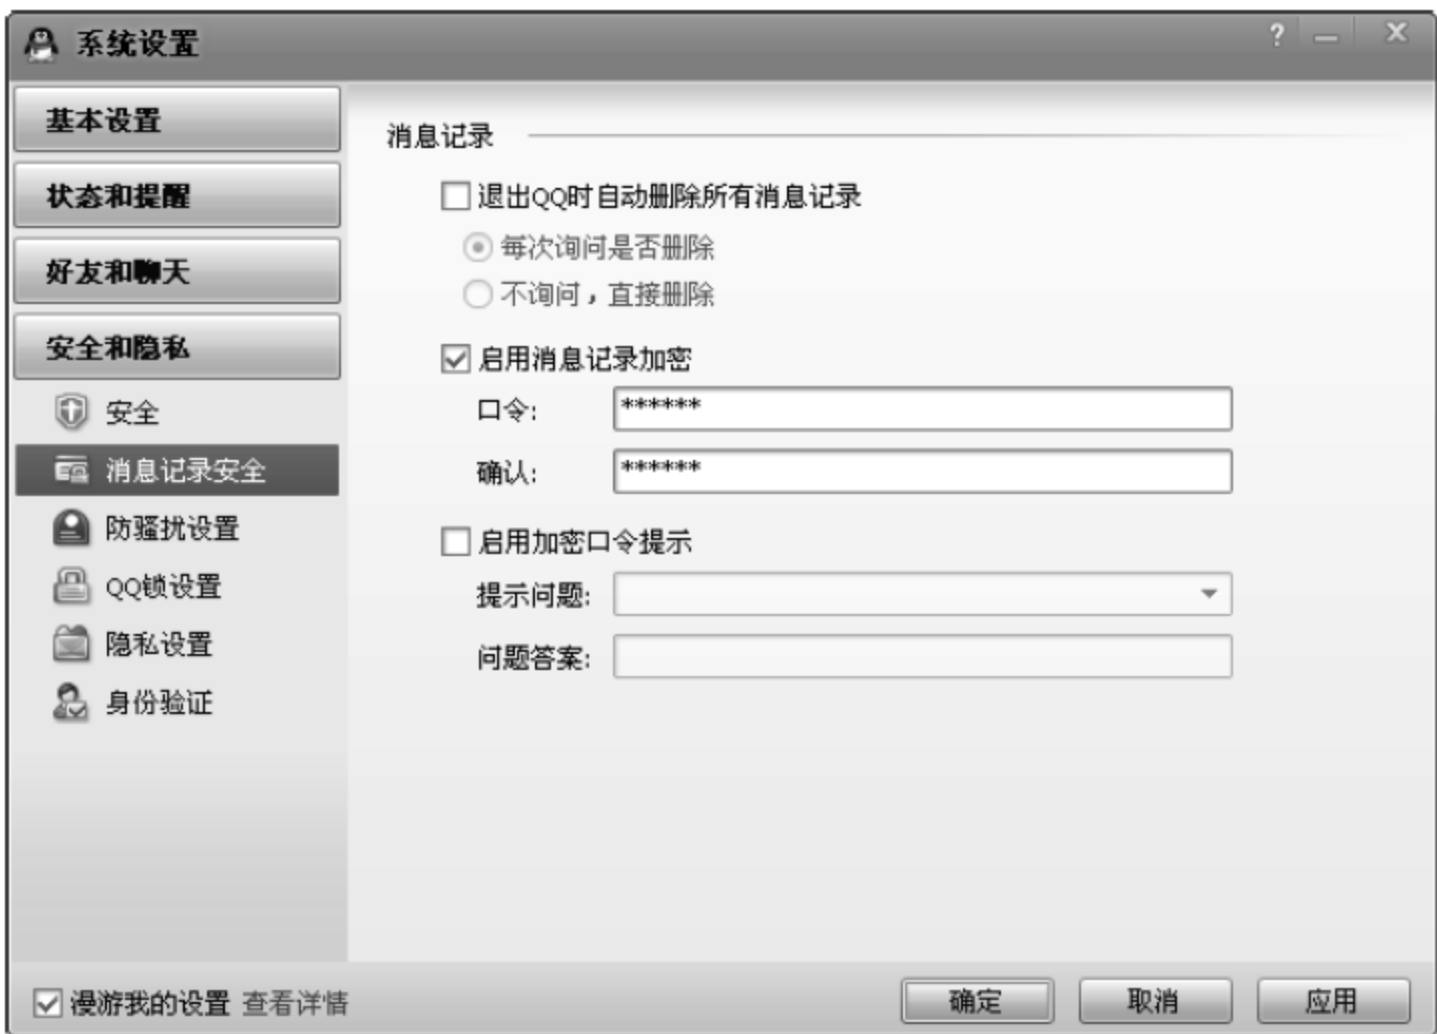 系统设置
?
基本设置
状态和提醒
好友和聊天
安全和隐私
安全
消息记录安全
防骚扰设置
QQ锁设置
隐私设置
身份验证
消息记录
退出QQ时自动删除所有消息记录
每次询问是否删除
不询问，直接删除
启用消息记录加密
口令: ******
确认: ******
启用加密口令提示
提示问题:
问题答案:
漫游我的设置 查看详情
确定 取消 应用